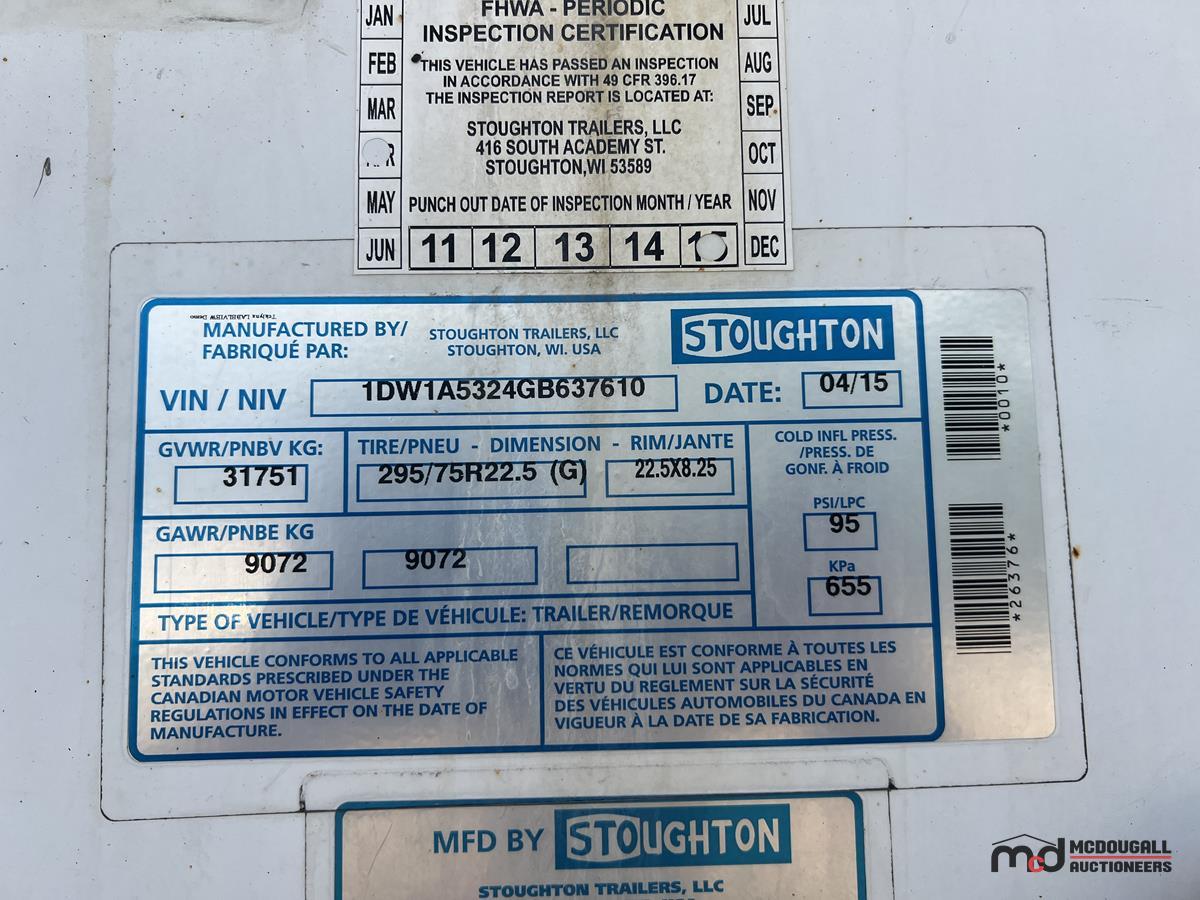 JAN
FEB
MAR
MAY
JUN
FHWA - PERIODIC
INSPECTION CERTIFICATION
THIS VEHICLE HAS PASSED AN INSPECTION
IN ACCORDANCE WITH 49 CFR 396.17
THE INSPECTION REPORT IS LOCATED AT:
STOUGHTON TRAILERS, LLC
416 SOUTH ACADEMY ST.
STOUGHTON,WI 53589
PUNCH OUT DATE OF INSPECTION MONTH / YEAR
11 12 13 14 15
JUL
AUG
SEP
OCT
NOV
DEC
Teklynx LABELVIEW Demo
MANUFACTURED BY/
FABRIQUÉ PAR:
STOUGHTON TRAILERS, LLC
STOUGHTON, WI. USA
STOUGHTON
VIN / NIV 1DW1A5324GB637610 DATE: 04/15
GVWR/PNBV KG:
31751
TIRE/PNEU - DIMENSION - RIM/JANTE
295/75R22.5 (G) 22.5X8.25
COLD INFL PRESS.
/PRESS. DE
GONF. À FROID
PSI/LPC
95
KPa
655
GAWR/PNBE KG
9072 9072
TYPE OF VEHICLE/TYPE DE VÉHICULE: TRAILER/REMORQUE
THIS VEHICLE CONFORMS TO ALL APPLICABLE
STANDARDS PRESCRIBED UNDER THE
CANADIAN MOTOR VEHICLE SAFETY
REGULATIONS IN EFFECT ON THE DATE OF
MANUFACTURE.
CE VÉHICULE EST CONFORME À TOUTES LES
NORMES QUI LUI SONT APPLICABLES EN
VERTU DU REGLEMENT SUR LA SÉCURITÉ
DES VÉHICULES AUTOMOBILES DU CANADA EN
VIGUEUR À LA DATE DE SA FABRICATION.
*0010*
*26376*
MFD BY STOUGHTON
STOUGHTON TRAILERS, LLC
mcd MCDOUGALL
AUCTIONEERS